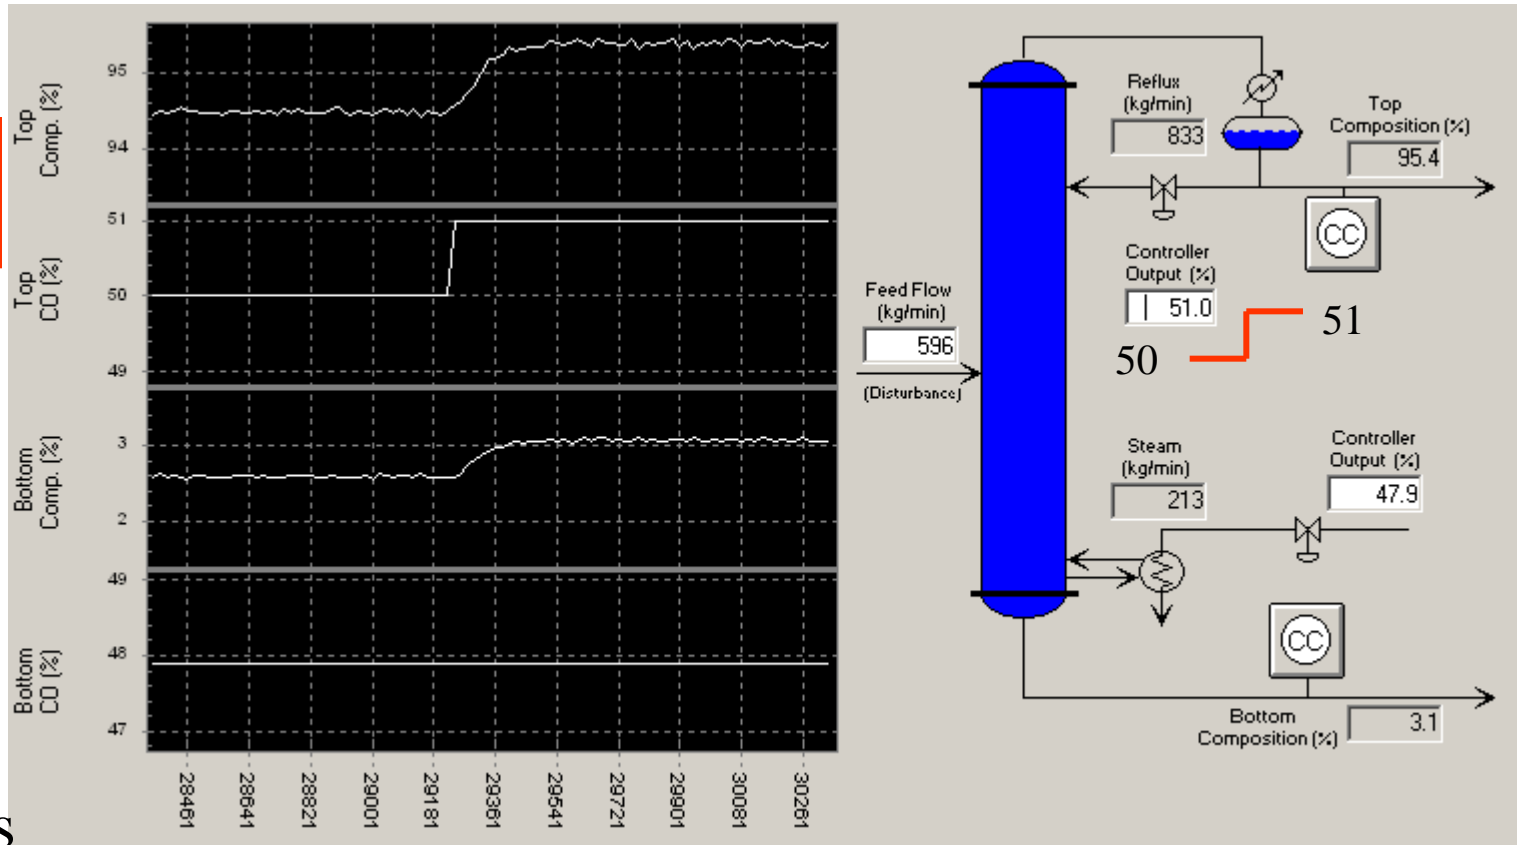 Top
Comp. (%)
95
94
Top
CO (%)
51
50
49
Bottom
Comp. (%)
3
2
Bottom
CO (%)
49
48
47
28461
28641
28821
29001
29181
29361
29541
29721
29901
30081
30261
Reflux
(kg/min)
833
Top
Composition (%)
95.4
CC
Controller
Output (%)
51.0
50
51
Feed Flow
(kg/min)
596
(Disturbance)
Steam
(kg/min)
213
Controller
Output (%)
47.9
CC
Bottom
Composition (%)
3.1
s